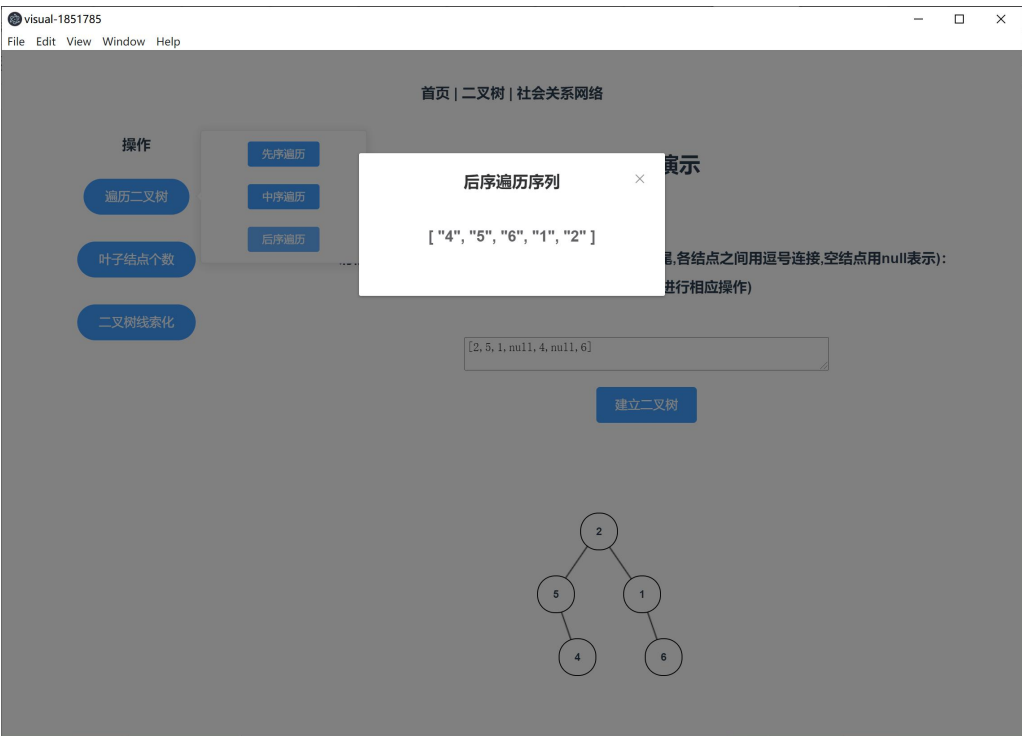 visual-1851785
File Edit View Window Help
首页 | 二叉树 | 社会关系网络
操作
先序遍历
遍历二叉树
中序遍历
后序遍历
叶子结点个数
二叉树线索化
演示
后序遍历序列
[ "4", "5", "6", "1", "2" ]
,各结点之间用逗号连接,空结点用null表示):
进行相应操作)
[2,5,1,null,4,null,6]
建立二叉树
2
5 1
4 6